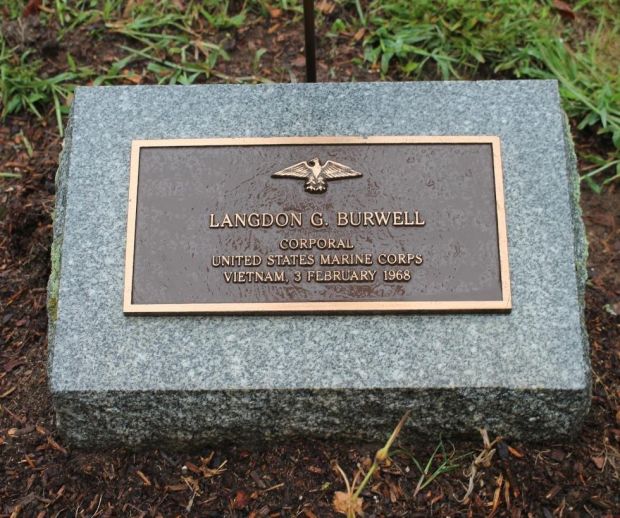 LANGDON G. BURWELL
CORPORAL
UNITED STATES MARINE CORPS
VIETNAM, 3 FEBRUARY 1968